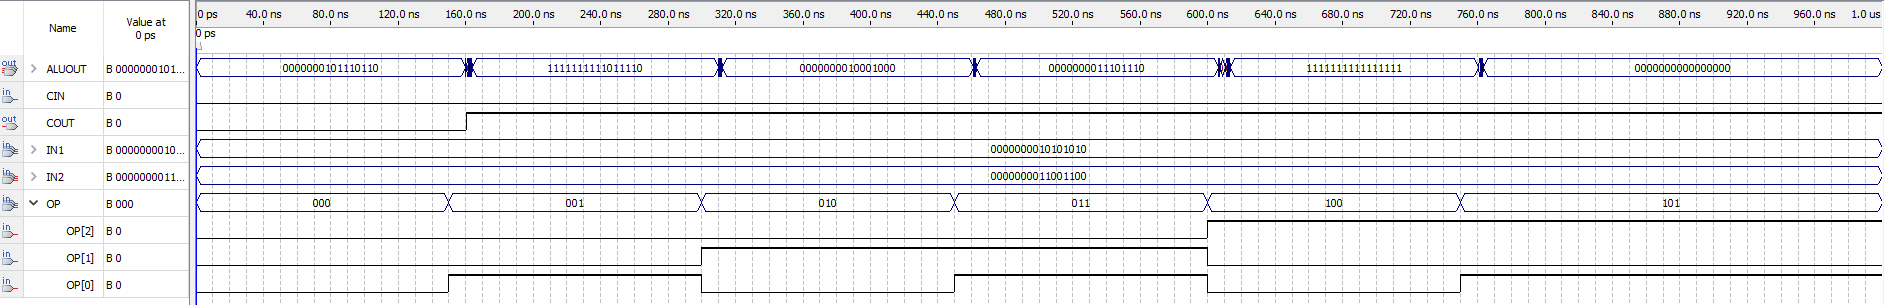 Name
Value at
0 ps
0 ps 40.0 ns 80.0 ns 120.0 ns 160.0 ns 200.0 ns 240.0 ns 280.0 ns 320.0 ns 360.0 ns 400.0 ns 440.0 ns 480.0 ns 520.0 ns 560.0 ns 600.0 ns 640.0 ns 680.0 ns 720.0 ns 760.0 ns 800.0 ns 840.0 ns 880.0 ns 920.0 ns 960.0 ns 1.0 us
0 ps
out ALUOUT B 0000000101... 0000000101110110 1111111111011110 0000000010001000 0000000011101110 1111111111111111 0000000000000000
in CIN B 0
out COUT B 0
in IN1 B 0000000010... 0000000010101010
in IN2 B 0000000011... 0000000011001100
in OP B 000 000 001 010 011 100 101
in OP[2] B 0
in OP[1] B 0
in OP[0] B 0